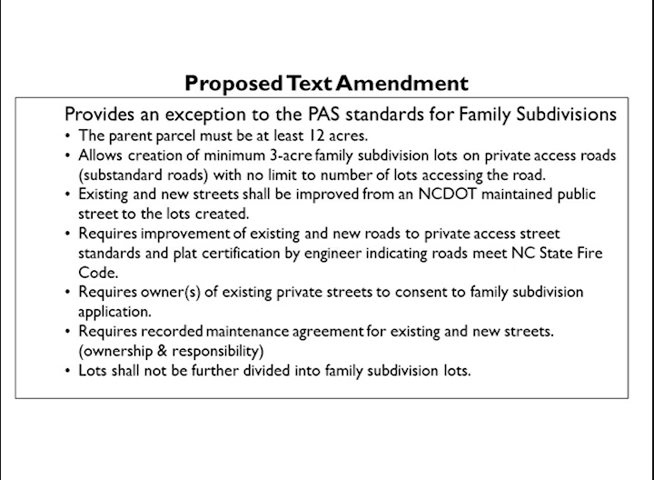 Proposed Text Amendment
Provides an exception to the PAS standards for Family Subdivisions
• The parent parcel must be at least 12 acres.
• Allows creation of minimum 3-acre family subdivision lots on private access roads
(substandard roads) with no limit to number of lots accessing the road.
• Existing and new streets shall be improved from an NCDOT maintained public
street to the lots created.
• Requires improvement of existing and new roads to private access street
standards and plat certification by engineer indicating roads meet NC State Fire
Code.
• Requires owner(s) of existing private streets to consent to family subdivision
application.
• Requires recorded maintenance agreement for existing and new streets.
(ownership & responsibility)
• Lots shall not be further divided into family subdivision lots.